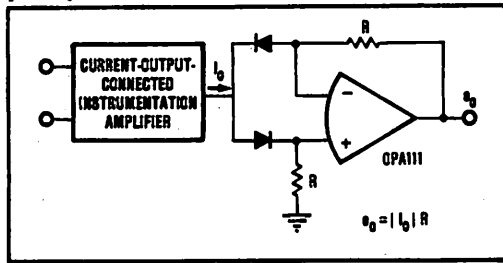 CURRENT-OUTPUT-
CONNECTED
INSTRUMENTATION
AMPLIFIER
I₀
R
−
+
OPA111
e₀
R
e₀ = | I₀ | R